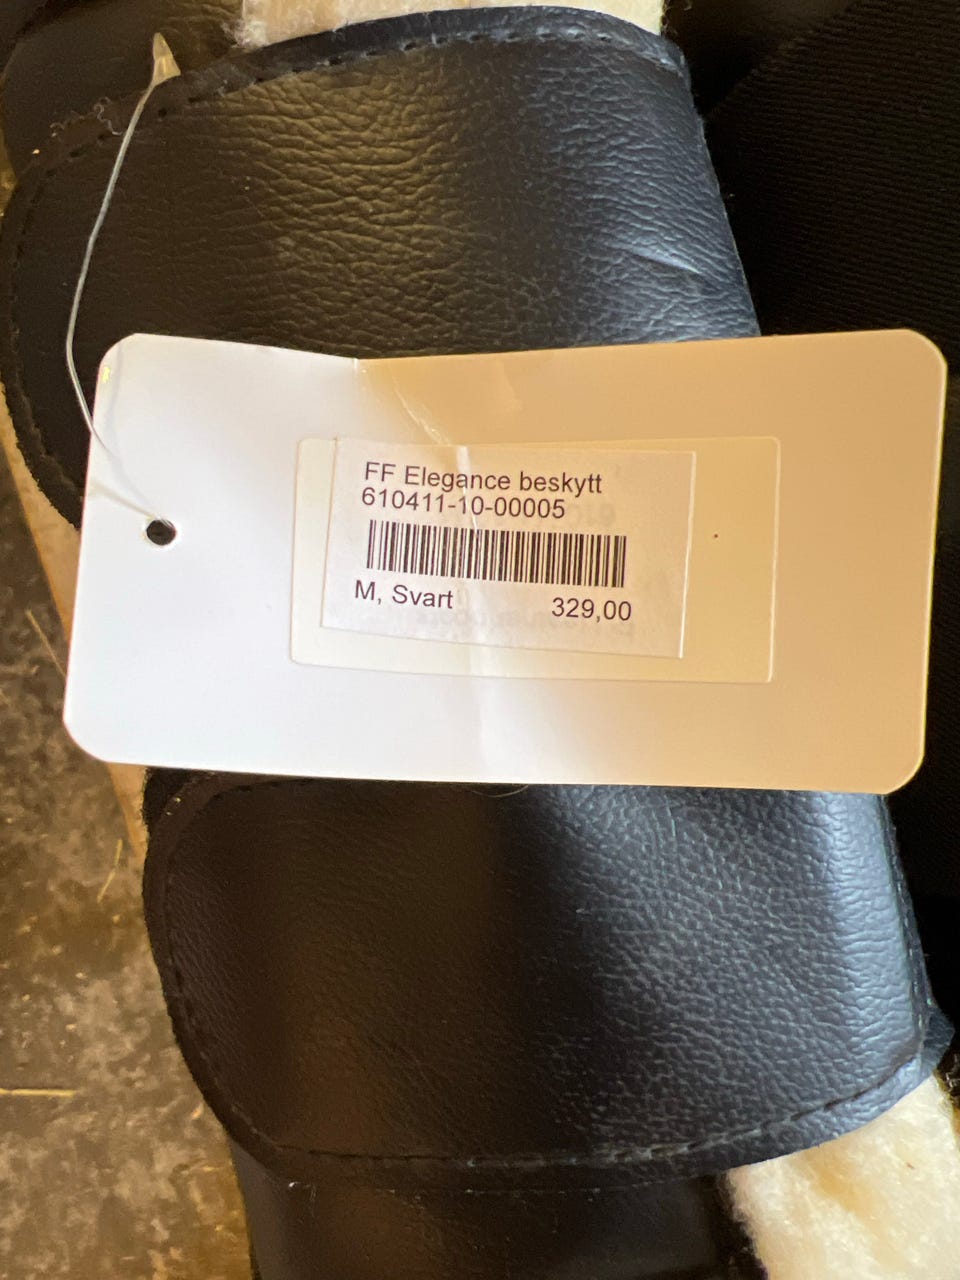 FF Elegance beskytt
610411-10-00005
M, Svart 329,00